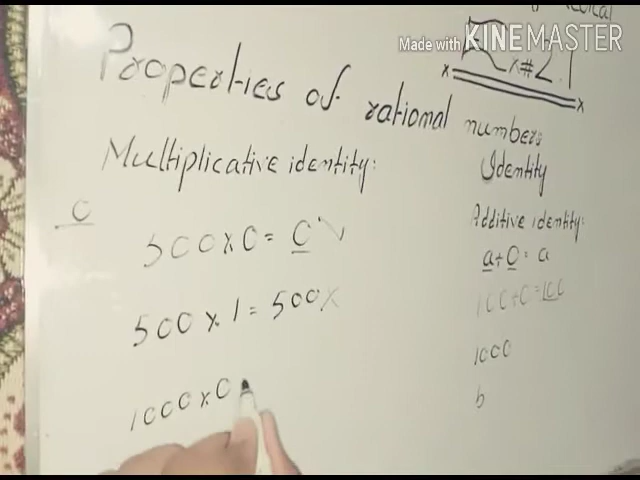 Made with KINEMASTER
x#2.1
Properties of rational numbers
Multiplicative identity:
0
500 x 0 = 0
500 x 1 = 500
1000 x 0
Identity
Additive identity:
a + 0 = a
100 + 0 = 100
1000
b